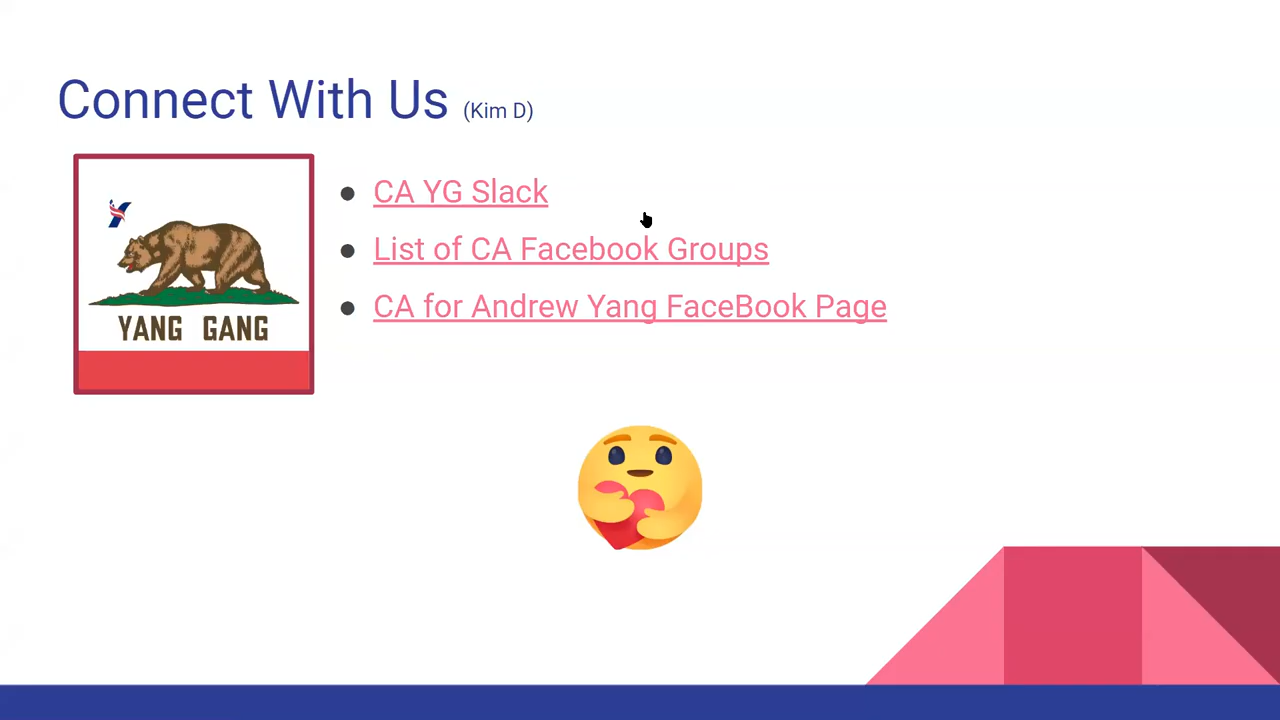 Connect With Us (Kim D)
YANG GANG
CA YG Slack
List of CA Facebook Groups
CA for Andrew Yang FaceBook Page